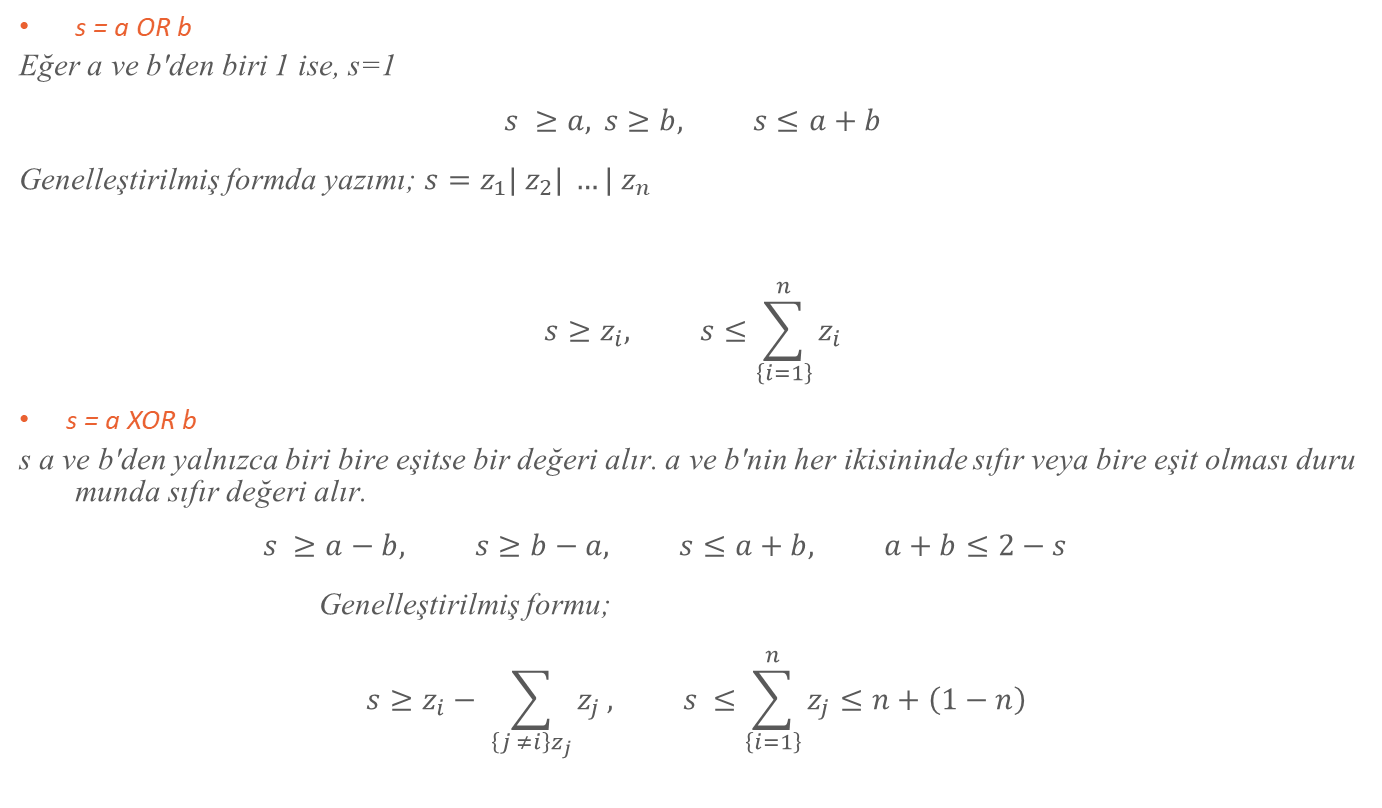 • s = a OR b
Eğer a ve b'den biri 1 ise, s=1
s ≥ a, s ≥ b, s ≤ a + b
Genelleştirilmiş formda yazımı; s = z₁| z₂| … | zₙ
n
s ≥ zᵢ, s ≤ ∑ zᵢ
{i=1}
• s = a XOR b
s a ve b'den yalnızca biri bire eşitse bir değeri alır. a ve b'nin her ikisininde sıfır veya bire eşit olması duru
munda sıfır değeri alır.
s ≥ a − b, s ≥ b − a, s ≤ a + b, a + b ≤ 2 − s
Genelleştirilmiş formu;
n
s ≥ zᵢ − ∑ zⱼ , s ≤ ∑ zⱼ ≤ n + (1 − n)
{j ≠i}zⱼ {i=1}